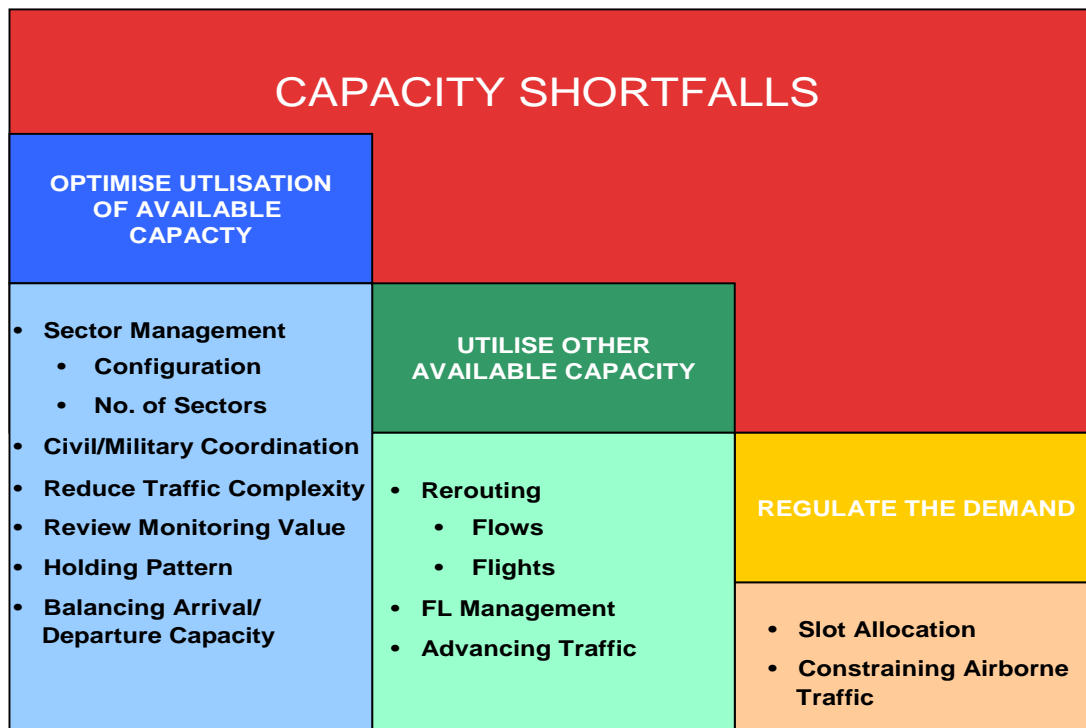 CAPACITY SHORTFALLS
OPTIMISE UTLISATION
OF AVAILABLE
CAPACTY
• Sector Management
• Configuration
• No. of Sectors
• Civil/Military Coordination
• Reduce Traffic Complexity
• Review Monitoring Value
• Holding Pattern
• Balancing Arrival/
Departure Capacity
UTILISE OTHER
AVAILABLE CAPACITY
• Rerouting
• Flows
• Flights
• FL Management
• Advancing Traffic
REGULATE THE DEMAND
• Slot Allocation
• Constraining Airborne
Traffic